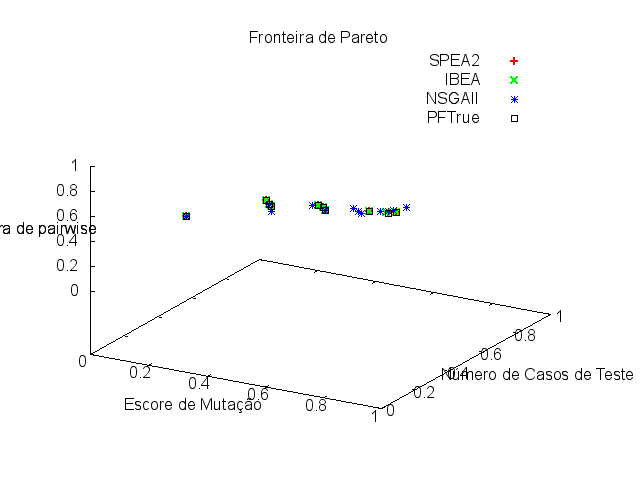 Fronteira de Pareto
SPEA2
IBEA
NSGAII
PFTrue
1
0.8
0.6
ra de pairwise
0.4
0.2
0
0
0.2
0.4
0.6
0.8
1
Escore de Mutação
0
0.2
0.4
0.6
0.8
1
Número de Casos de Teste